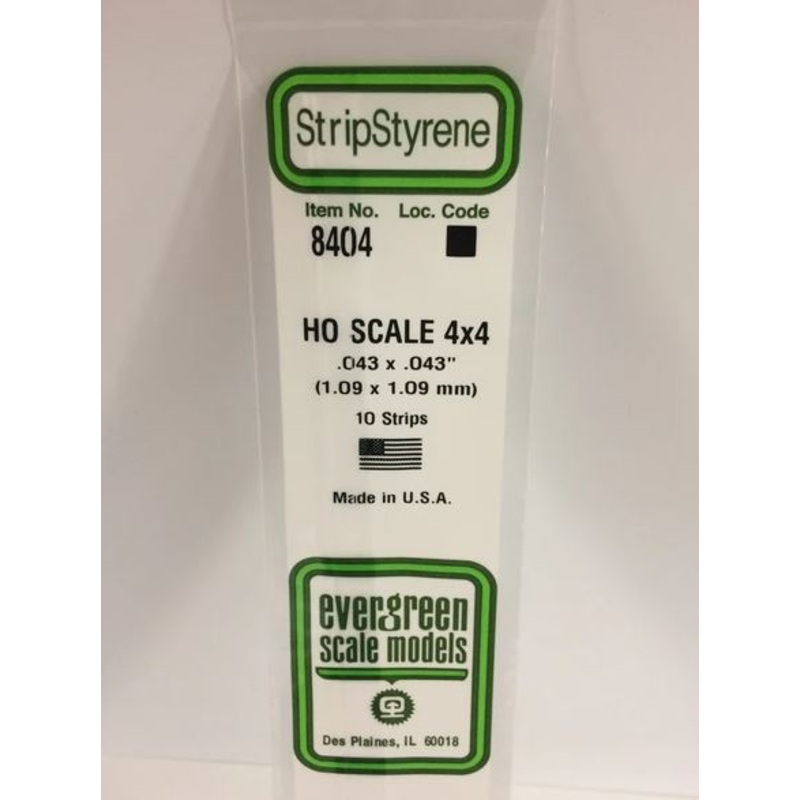 StripStyrene
Item No. Loc. Code
8404
HO SCALE 4x4
.043 x .043"
(1.09 x 1.09 mm)
10 Strips
Made in U.S.A.
evergreen
scale models
Des Plaines, IL 60018